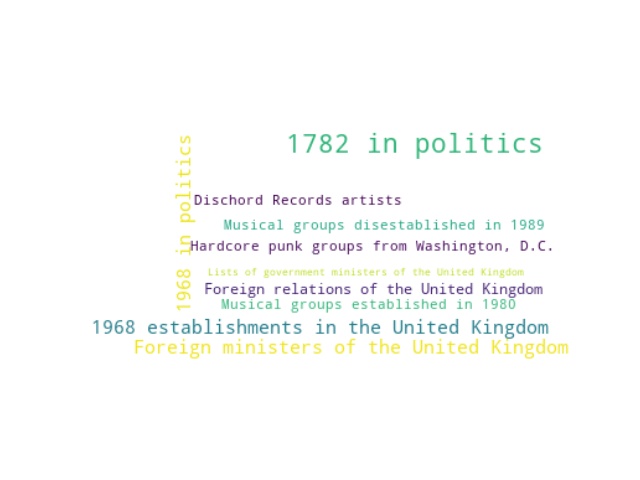 1782 in politics
1968 in politics
Dischord Records artists
Musical groups disestablished in 1989
Hardcore punk groups from Washington, D.C.
Lists of government ministers of the United Kingdom
Foreign relations of the United Kingdom
Musical groups established in 1980
1968 establishments in the United Kingdom
Foreign ministers of the United Kingdom